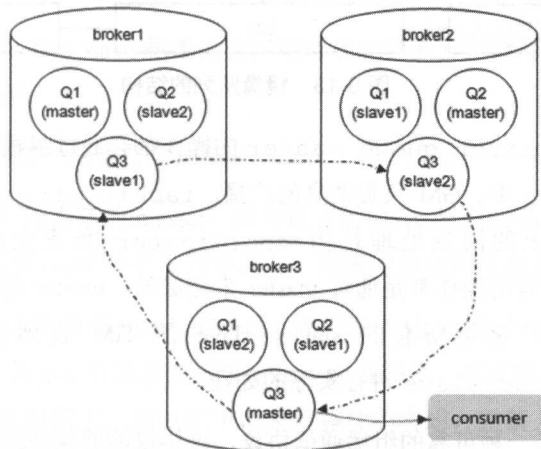 broker1
Q1
(master)
Q2
(slave2)
Q3
(slave1)
broker2
Q1
(slave1)
Q2
(master)
Q3
(slave2)
broker3
Q1
(slave2)
Q2
(slave1)
Q3
(master)
consumer